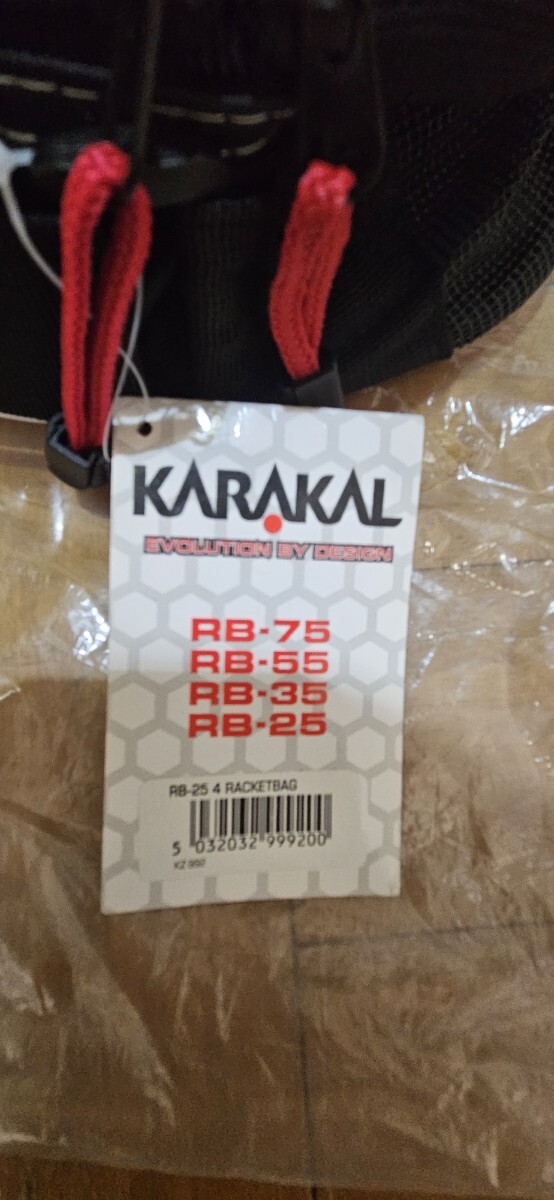 KARAKAL
EVOLUTION BY DESIGN
RB-75
RB-55
RB-35
RB-25
RB-25 4 RACKETBAG
5 032032 999200